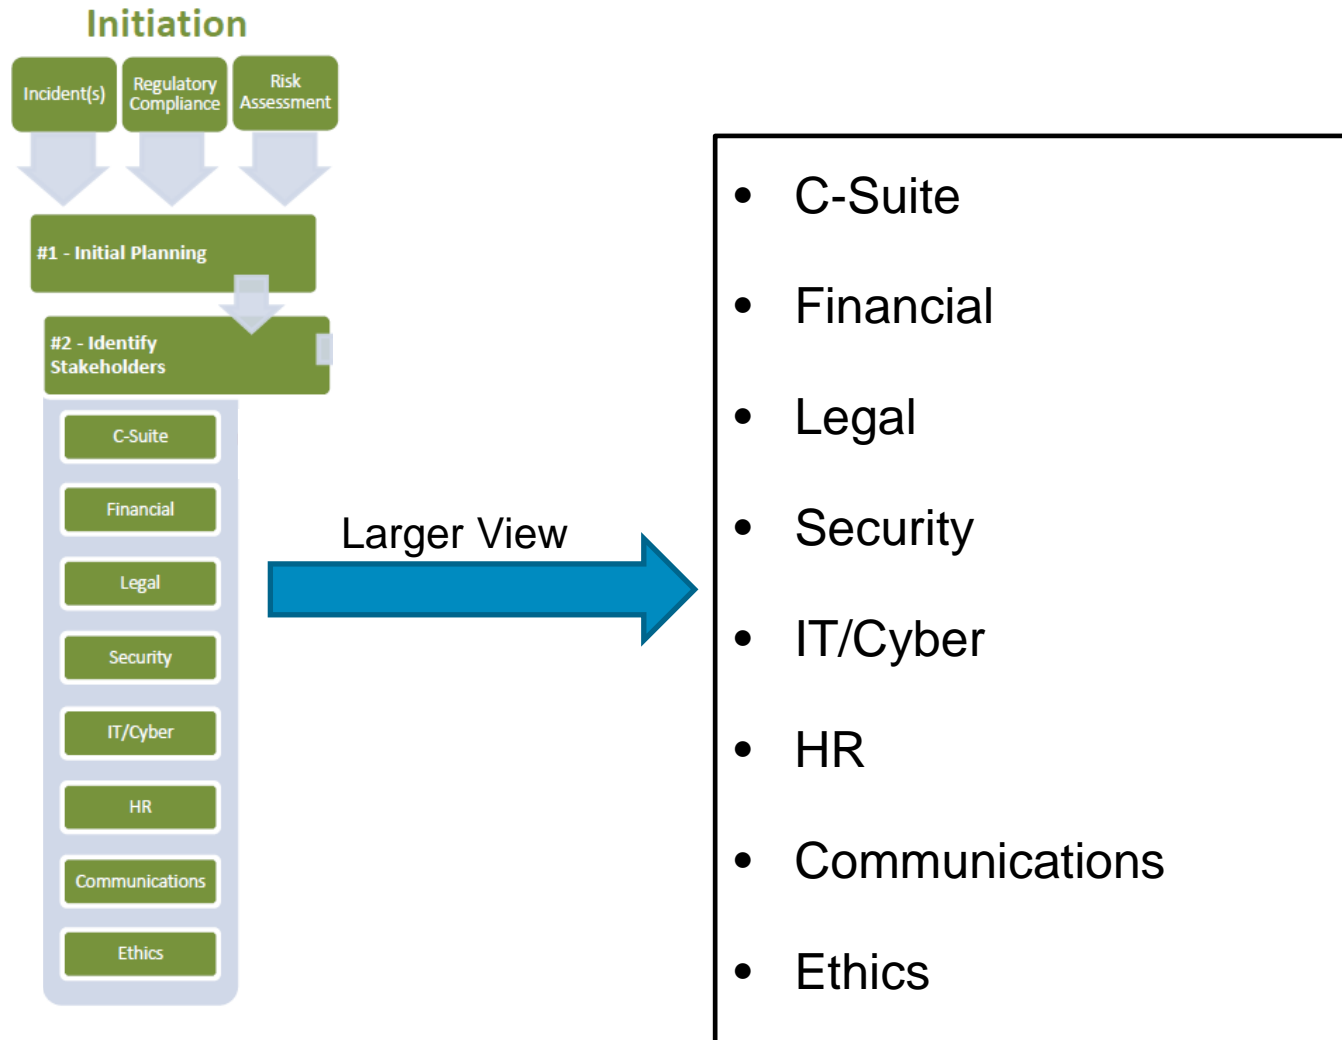 Initiation
Incident(s)
Regulatory
Compliance
Risk
Assessment
#1 - Initial Planning
#2 - Identify
Stakeholders
C-Suite
Financial
Legal
Security
IT/Cyber
HR
Communications
Ethics
Larger View
• C-Suite
• Financial
• Legal
• Security
• IT/Cyber
• HR
• Communications
• Ethics